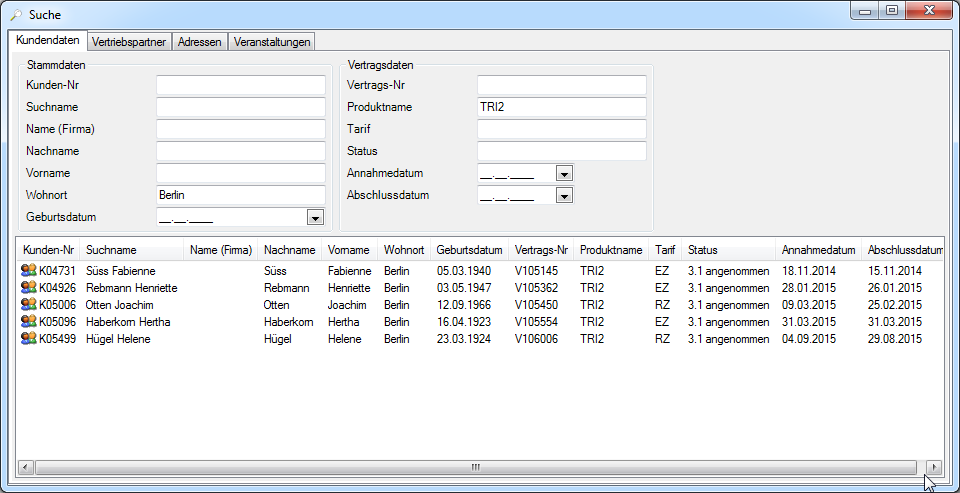 Suche
Kundendaten Vertriebspartner Adressen Veranstaltungen
Stammdaten Vertragsdaten
Kunden-Nr Vertrags-Nr
Suchname Produktname TRI2
Name (Firma) Tarif
Nachname Status
Vorname Annahmedatum __.__.____
Wohnort Berlin Abschlussdatum __.__.____
Geburtsdatum __.__.____
Kunden-Nr Suchname Name (Firma) Nachname Vorname Wohnort Geburtsdatum Vertrags-Nr Produktname Tarif Status Annahmedatum Abschlussdatum
K04731 Süss Fabienne Süss Fabienne Berlin 05.03.1940 V105145 TRI2 EZ 3.1 angenommen 18.11.2014 15.11.2014
K04926 Rebmann Henriette Rebmann Henriette Berlin 03.05.1947 V105362 TRI2 EZ 3.1 angenommen 28.01.2015 26.01.2015
K05006 Otten Joachim Otten Joachim Berlin 12.09.1966 V105450 TRI2 RZ 3.1 angenommen 09.03.2015 25.02.2015
K05096 Haberkorn Hertha Haberkorn Hertha Berlin 16.04.1923 V105554 TRI2 EZ 3.1 angenommen 31.03.2015 31.03.2015
K05499 Hügel Helene Hügel Helene Berlin 23.03.1924 V106006 TRI2 RZ 3.1 angenommen 04.09.2015 29.08.2015